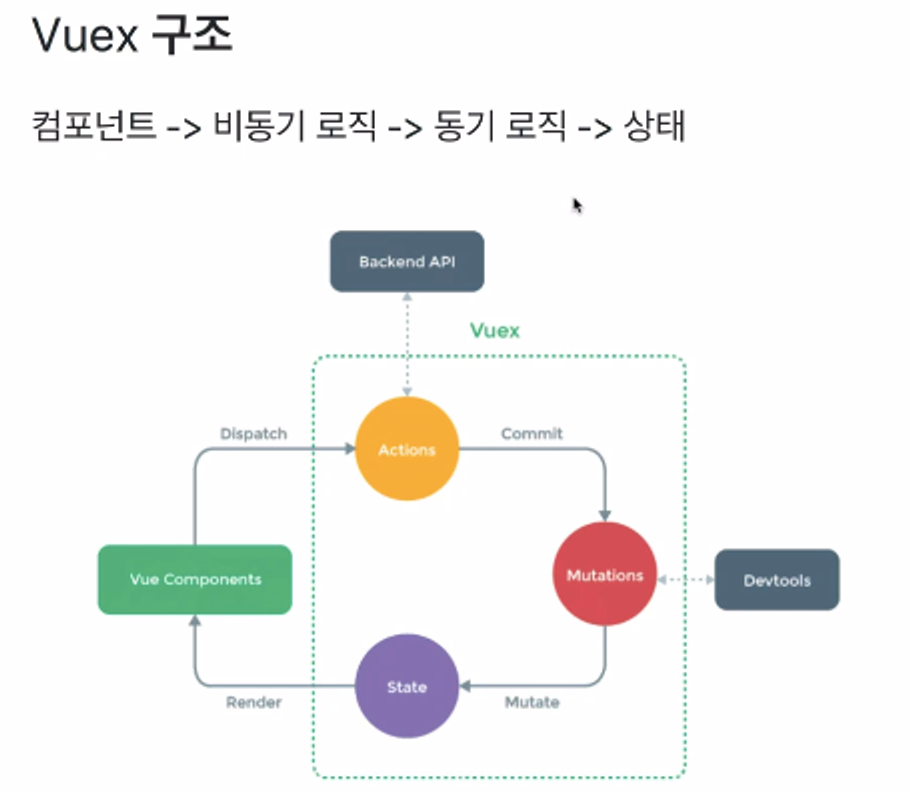 Vuex 구조
컴포넌트 -> 비동기 로직 -> 동기 로직 -> 상태
Backend API
Vuex
Dispatch
Commit
Actions
Vue Components
Mutations
Devtools
State
Render
Mutate